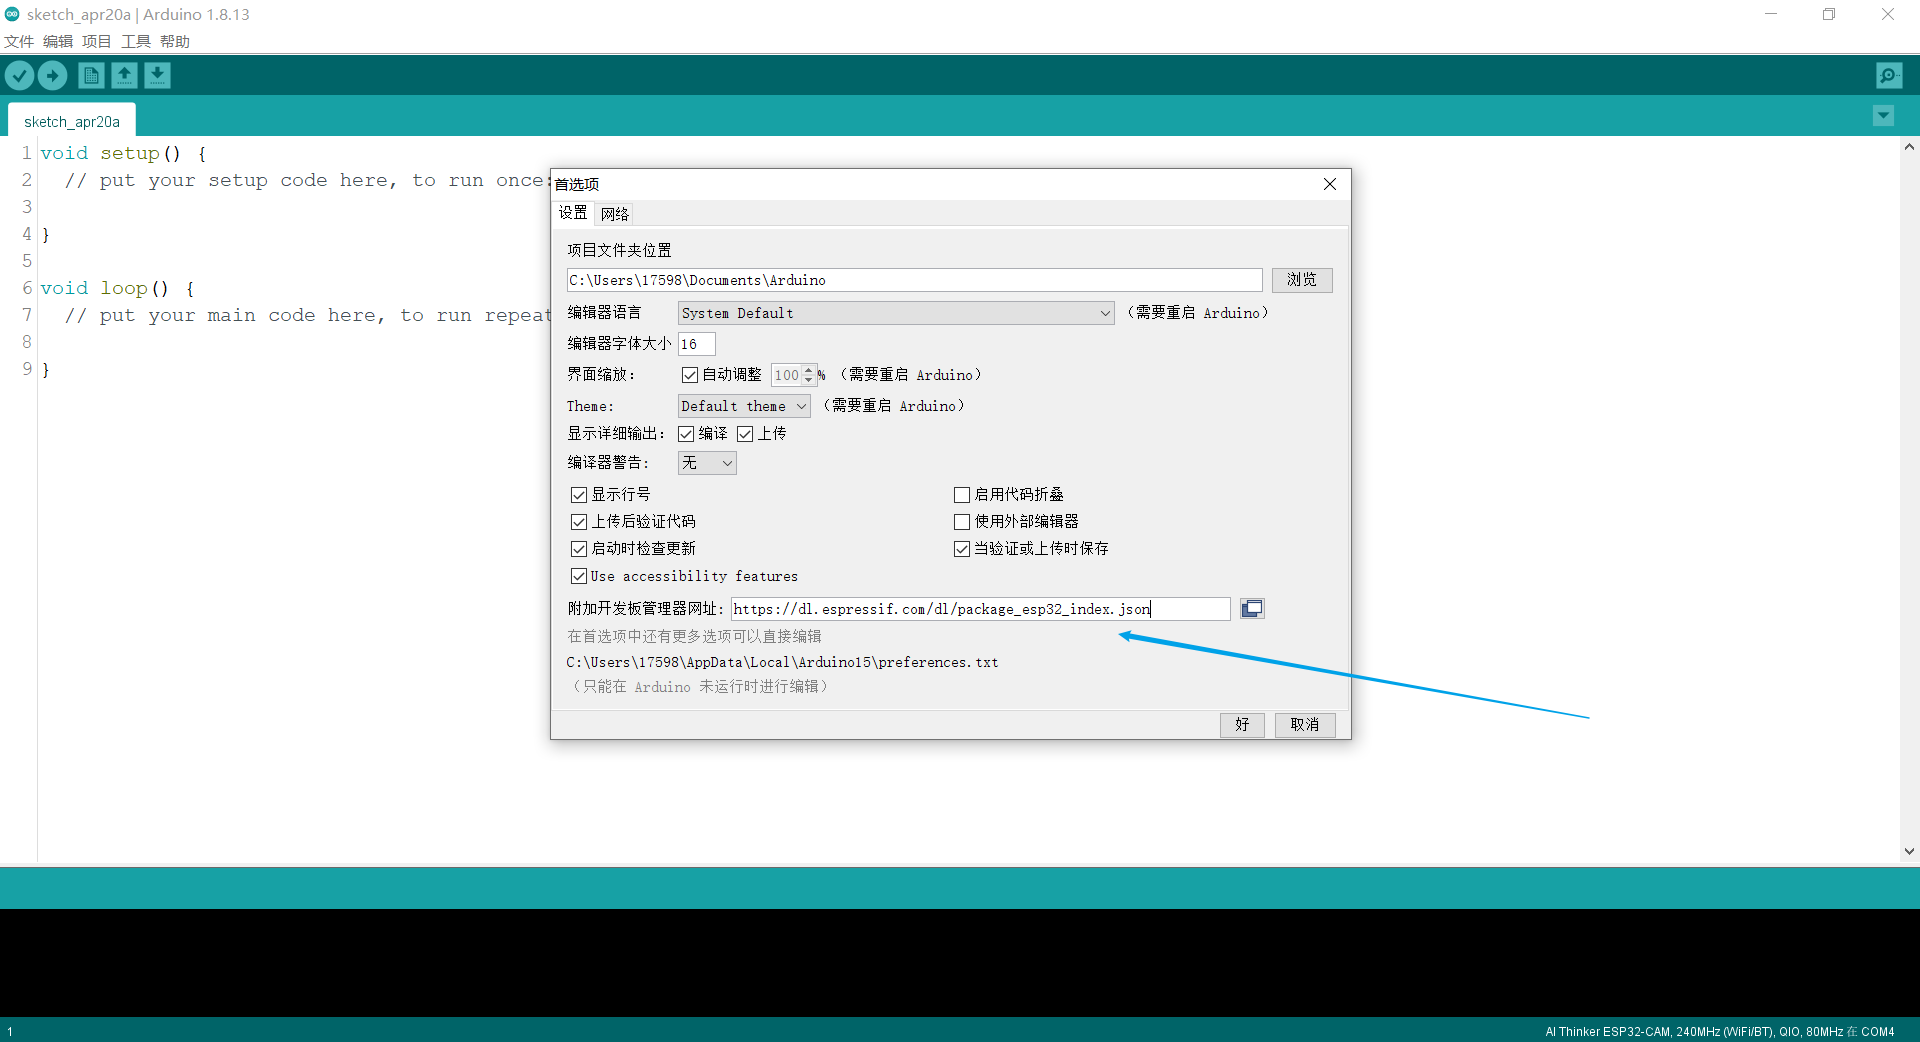 sketch_apr20a | Arduino 1.8.13
文件 编辑 项目 工具 帮助
sketch_apr20a
1 void setup() {
2 // put your setup code here, to run once:
3
4 }
5
6 void loop() {
7 // put your main code here, to run repeat
8
9 }
首选项
设置 网络
项目文件夹位置
C:\Users\17598\Documents\Arduino 浏览
编辑器语言 System Default （需要重启 Arduino）
编辑器字体大小 16
界面缩放： 自动调整 100 % （需要重启 Arduino）
Theme: Default theme （需要重启 Arduino）
显示详细输出： 编译 上传
编译器警告: 无
显示行号 启用代码折叠
上传后验证代码 使用外部编辑器
启动时检查更新 当验证或上传时保存
Use accessibility features
附加开发板管理器网址: https://dl.espressif.com/dl/package_esp32_index.json
在首选项中还有更多选项可以直接编辑
C:\Users\17598\AppData\Local\Arduino15\preferences.txt
（只能在 Arduino 未运行时进行编辑）
好 取消
1 AI Thinker ESP32-CAM, 240MHz (WiFi/BT), QIO, 80MHz 在 COM4